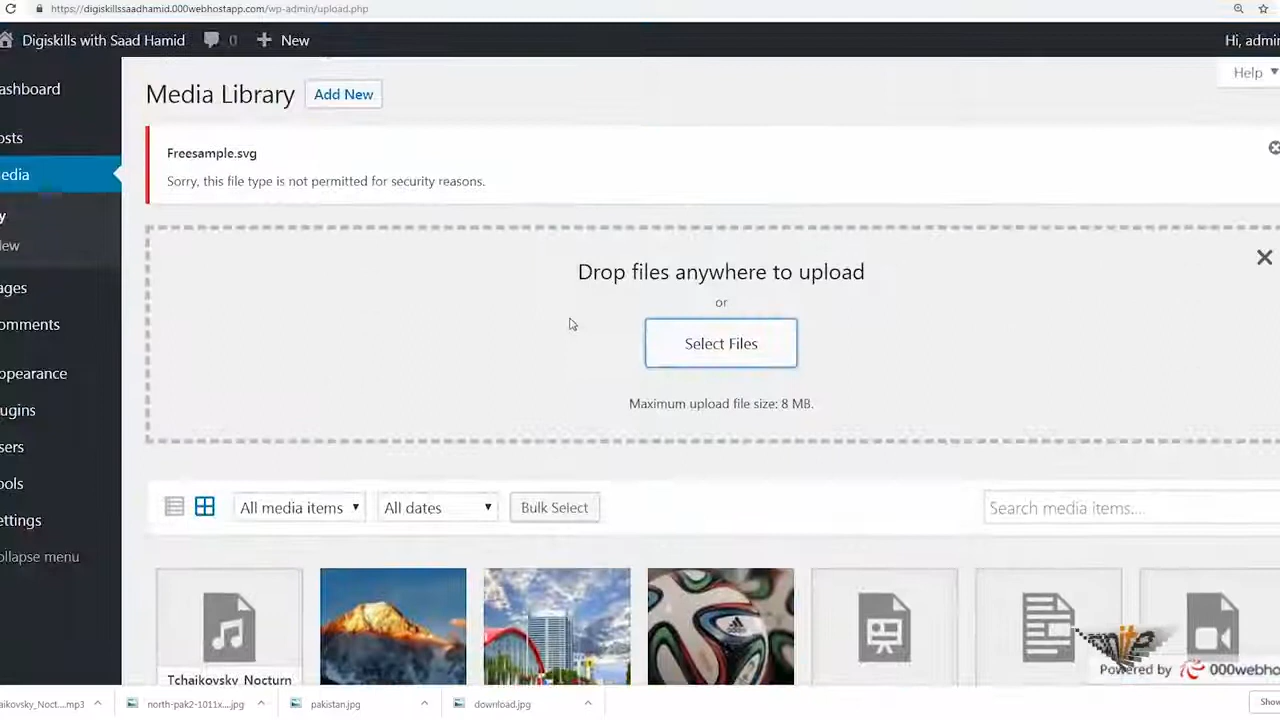 https://digiskillssaadhamid.000webhostapp.com/wp-admin/upload.php
Digiskills with Saad Hamid 0 New Hi, admin
ashboard
Media Library Add New Help
osts
edia
Freesample.svg
Sorry, this file type is not permitted for security reasons.
y
ew
ages
omments
ppearance
ugins
sers
ools
ettings
ollapse menu
Drop files anywhere to upload
or
Select Files
Maximum upload file size: 8 MB.
All media items All dates Bulk Select Search media items....
Tchaikovsky_Nocturn
Powered by 000webho
aikovsky_Noct....mp3 north-pak2-1011x....jpg pakistan.jpg download.jpg Show